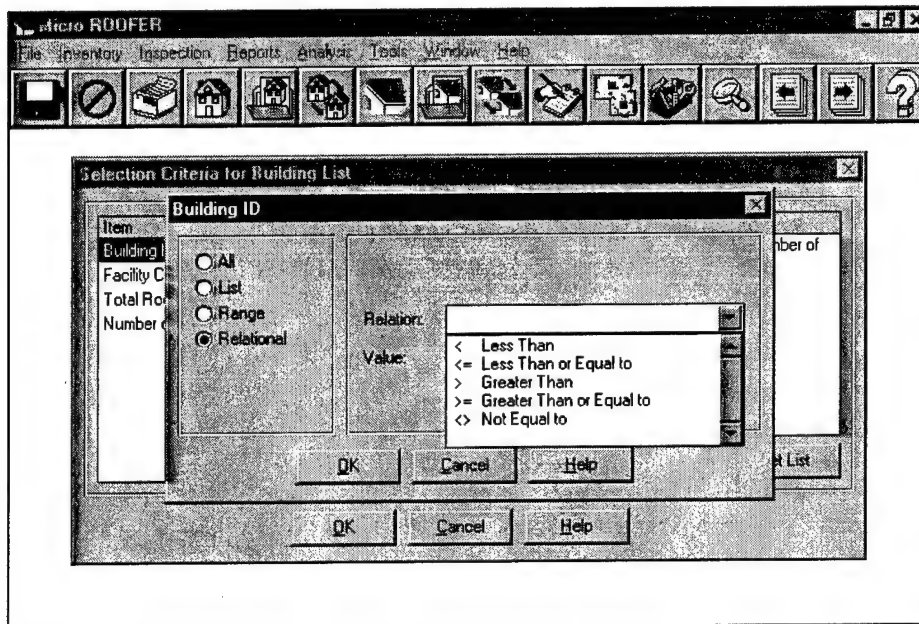 Micro ROOFER
File Inventory Inspection Reports Analysis Tools Window Help
Selection Criteria for Building List
Building ID
Item
Building
Facility
Total
Number
All
List
Range
Relational
Relation:
Value:
< Less Than
<= Less Than or Equal to
> Greater Than
>= Greater Than or Equal to
<> Not Equal to
of
List
OK Cancel Help
OK Cancel Help